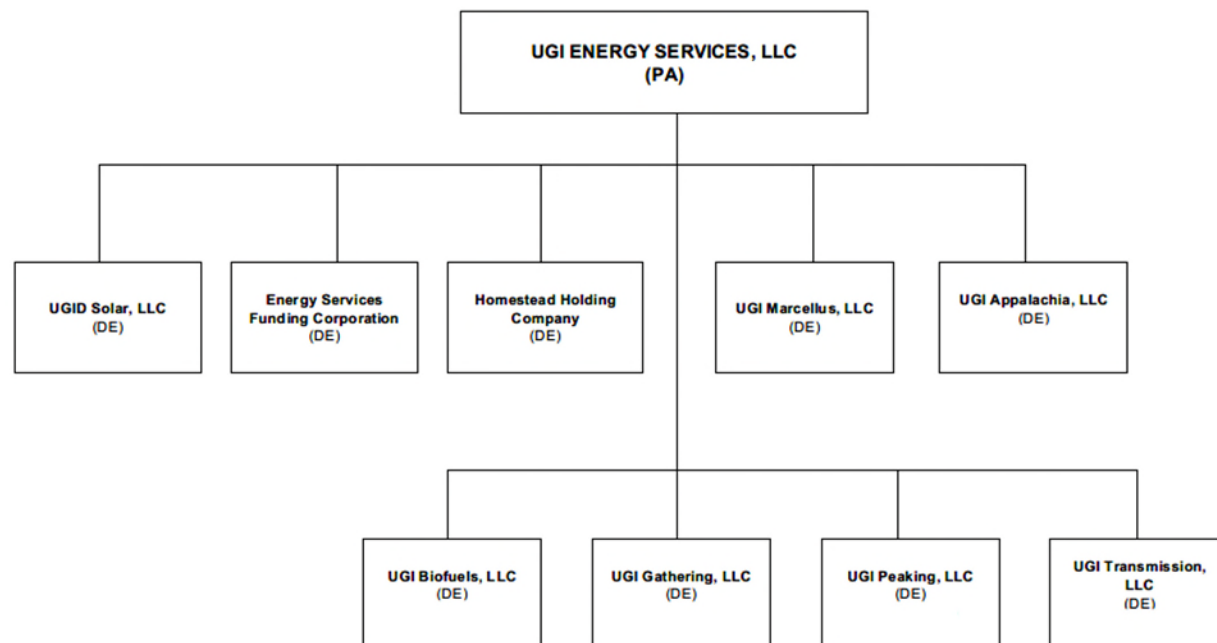 UGI ENERGY SERVICES, LLC
(PA)
UGID Solar, LLC
(DE)
Energy Services
Funding Corporation
(DE)
Homestead Holding
Company
(DE)
UGI Marcellus, LLC
(DE)
UGI Appalachia, LLC
(DE)
UGI Biofuels, LLC
(DE)
UGI Gathering, LLC
(DE)
UGI Peaking, LLC
(DE)
UGI Transmission,
LLC
(DE)